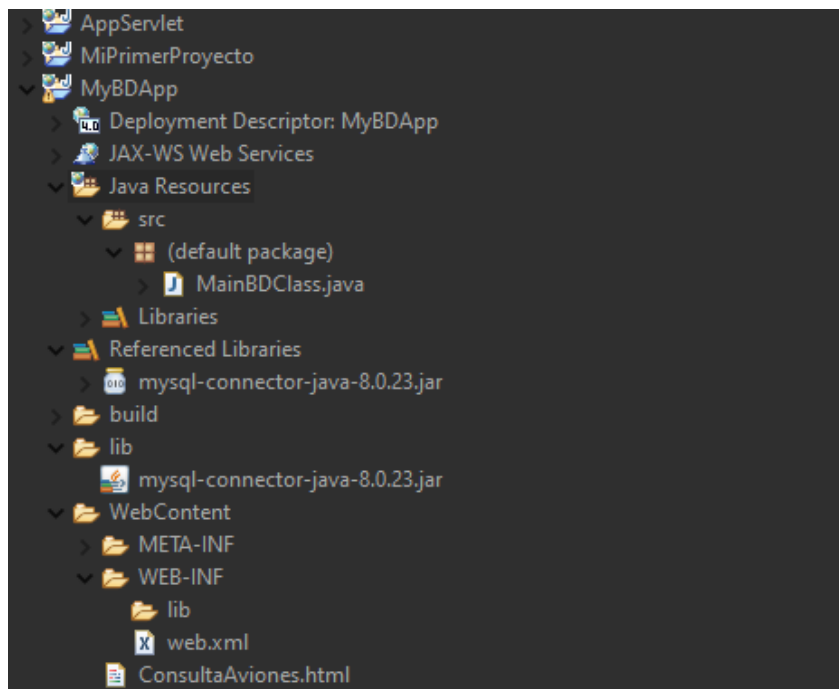 AppServlet
MiPrimerProyecto
MyBDApp
Deployment Descriptor: MyBDApp
JAX-WS Web Services
Java Resources
src
(default package)
MainBDClass.java
Libraries
Referenced Libraries
mysql-connector-java-8.0.23.jar
build
lib
mysql-connector-java-8.0.23.jar
WebContent
META-INF
WEB-INF
lib
web.xml
ConsultaAviones.html